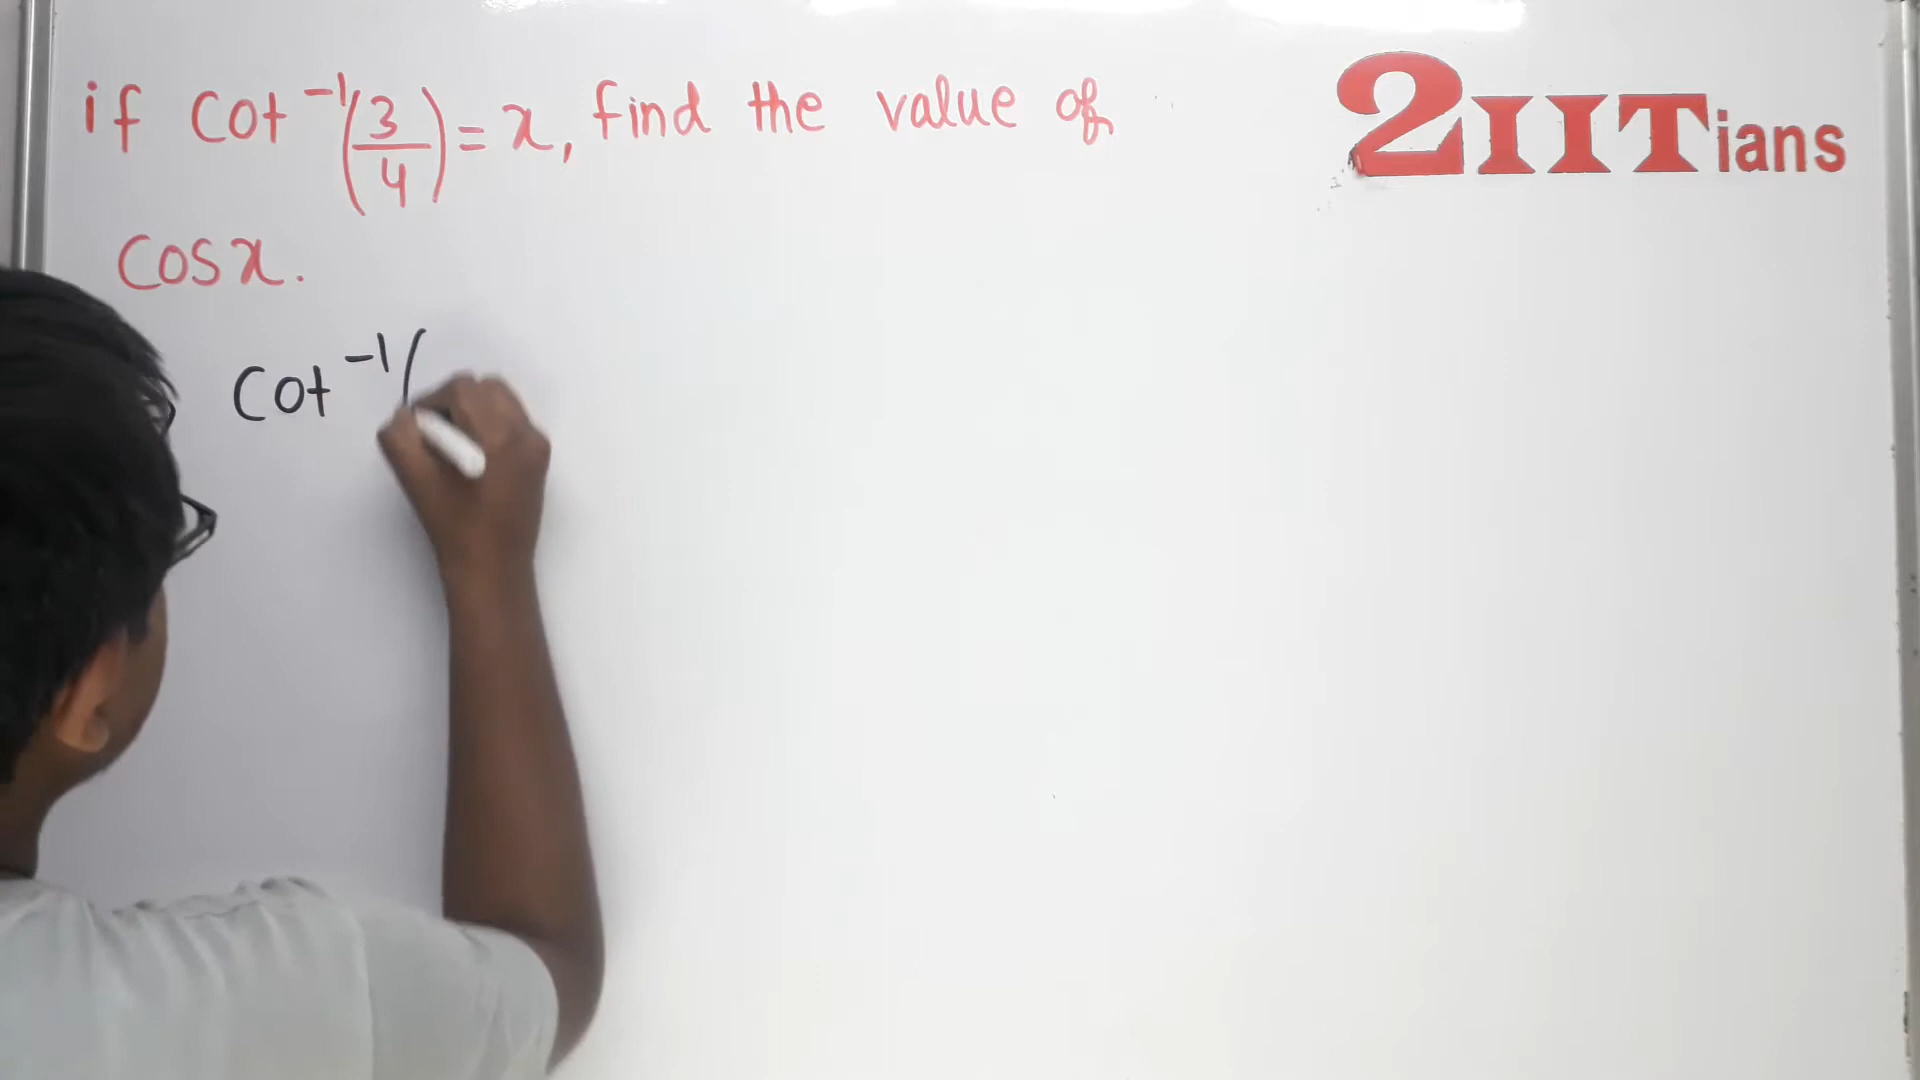 if cot⁻¹(3/4) = x, find the value of
cos x.
2IITians
cot⁻¹(